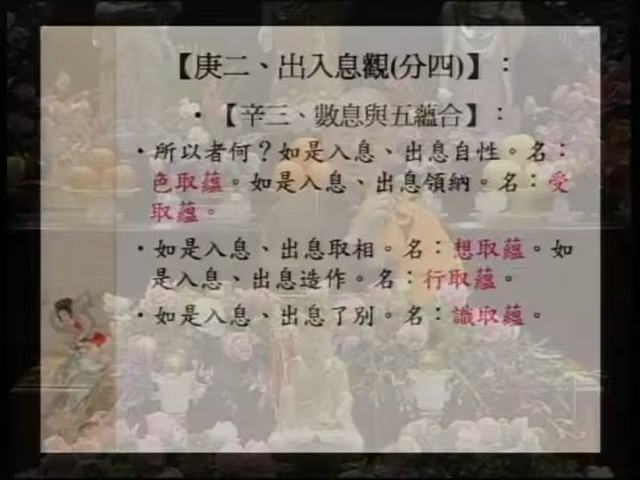 【庚二、出入息觀(分四)】：
•【辛三、數息與五蘊合】：
•所以者何？如是入息、出息自性。名：
色取蘊。如是入息、出息領納。名：受
取蘊。
•如是入息、出息取相。名：想取蘊。如
是入息、出息造作。名：行取蘊。
•如是入息、出息了別。名：識取蘊。